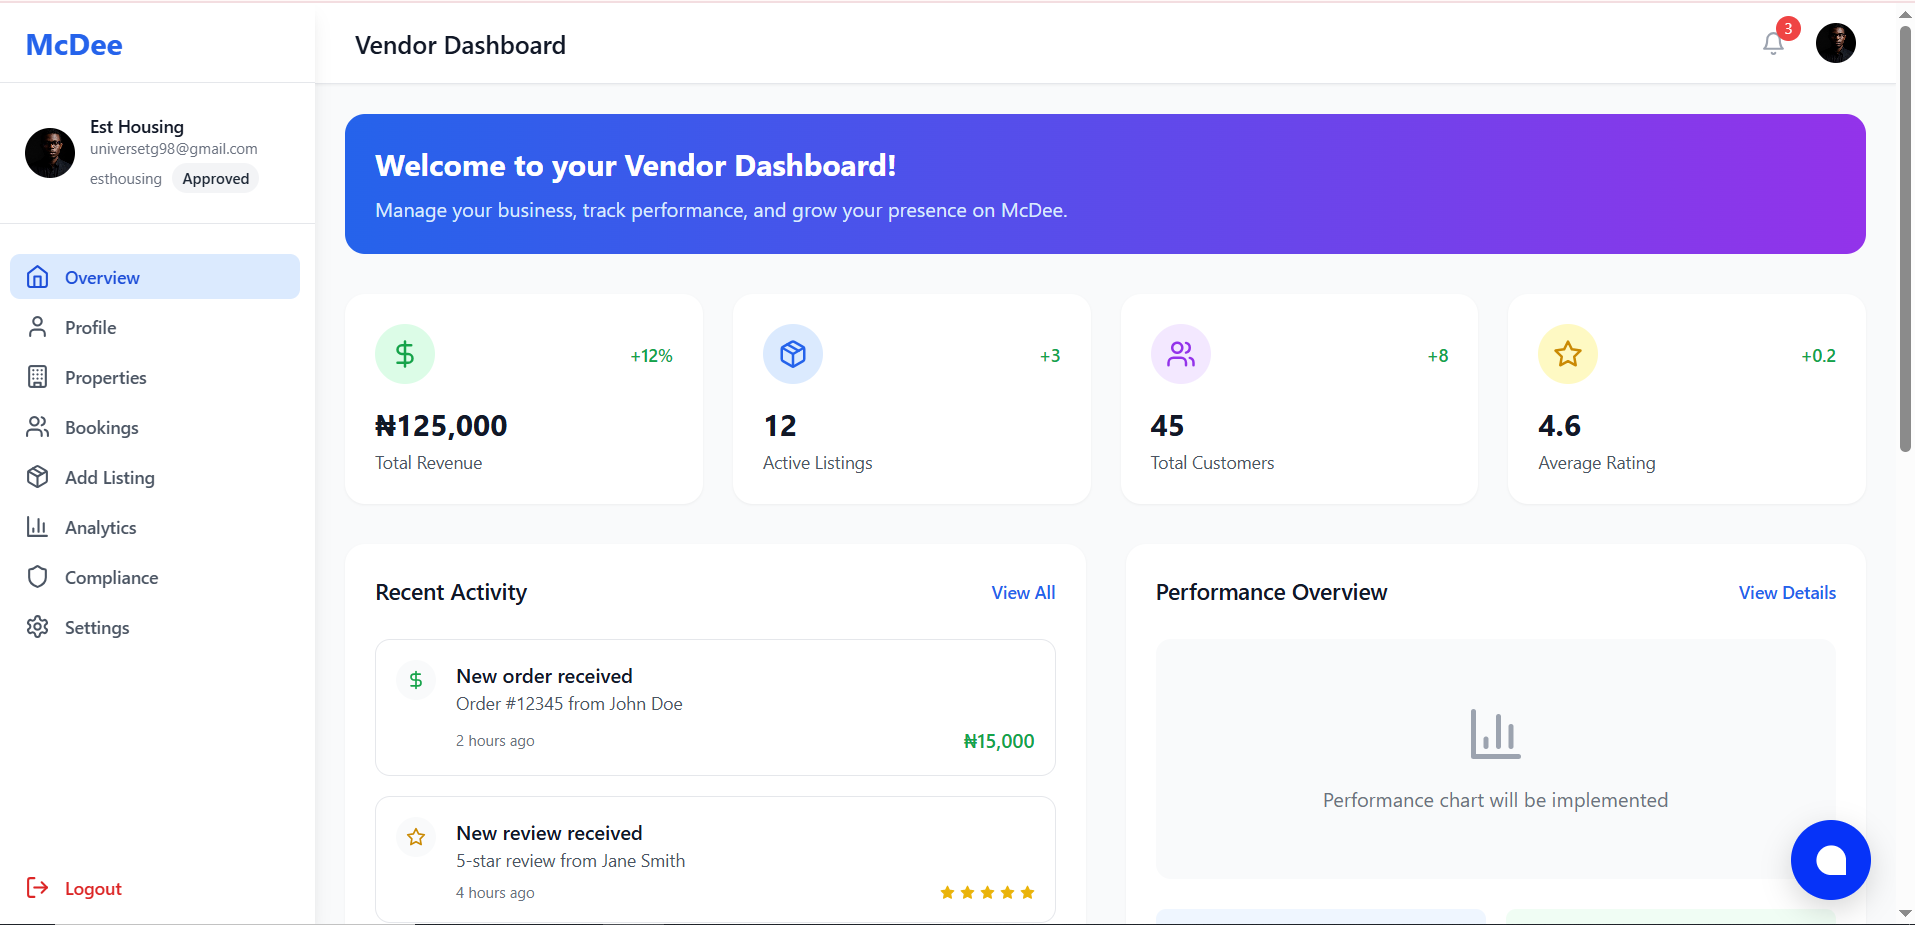 McDee
Vendor Dashboard
3
Est Housing
universetg98@gmail.com
esthousing Approved
Overview
Profile
Properties
Bookings
Add Listing
Analytics
Compliance
Settings
Logout
Welcome to your Vendor Dashboard!
Manage your business, track performance, and grow your presence on McDee.
+12%
₦125,000
Total Revenue
+3
12
Active Listings
+8
45
Total Customers
+0.2
4.6
Average Rating
Recent Activity View All
New order received
Order #12345 from John Doe
2 hours ago ₦15,000
New review received
5-star review from Jane Smith
4 hours ago
Performance Overview View Details
Performance chart will be implemented